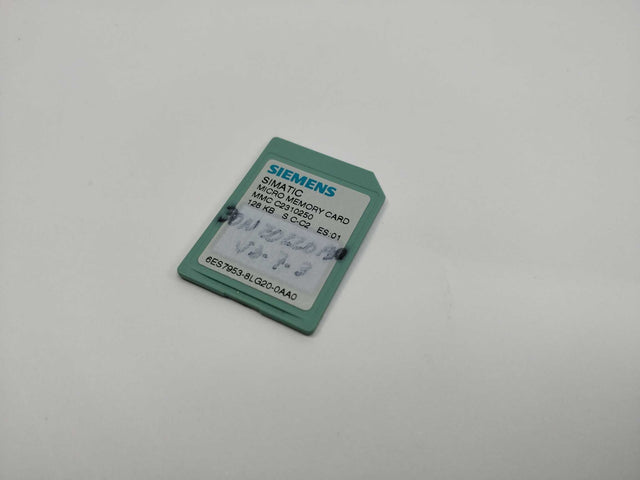 SIEMENS
SIMATIC
MICRO MEMORY CARD
MMC C2310250
128 KB S C-C2 ES:01
6ES7953-8LG20-0AA0